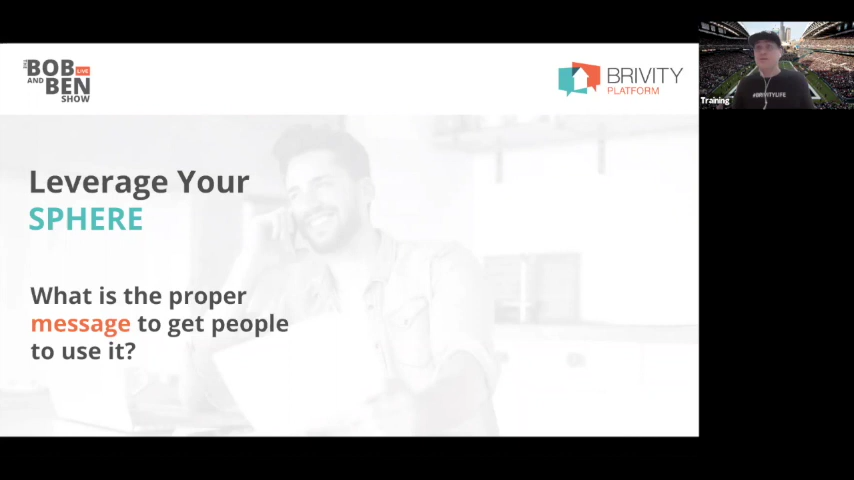 THE BOB LIVE
AND BEN
SHOW
BRIVITY
PLATFORM
Training
#BRIVITYLIFE
Leverage Your
SPHERE
What is the proper
message to get people
to use it?